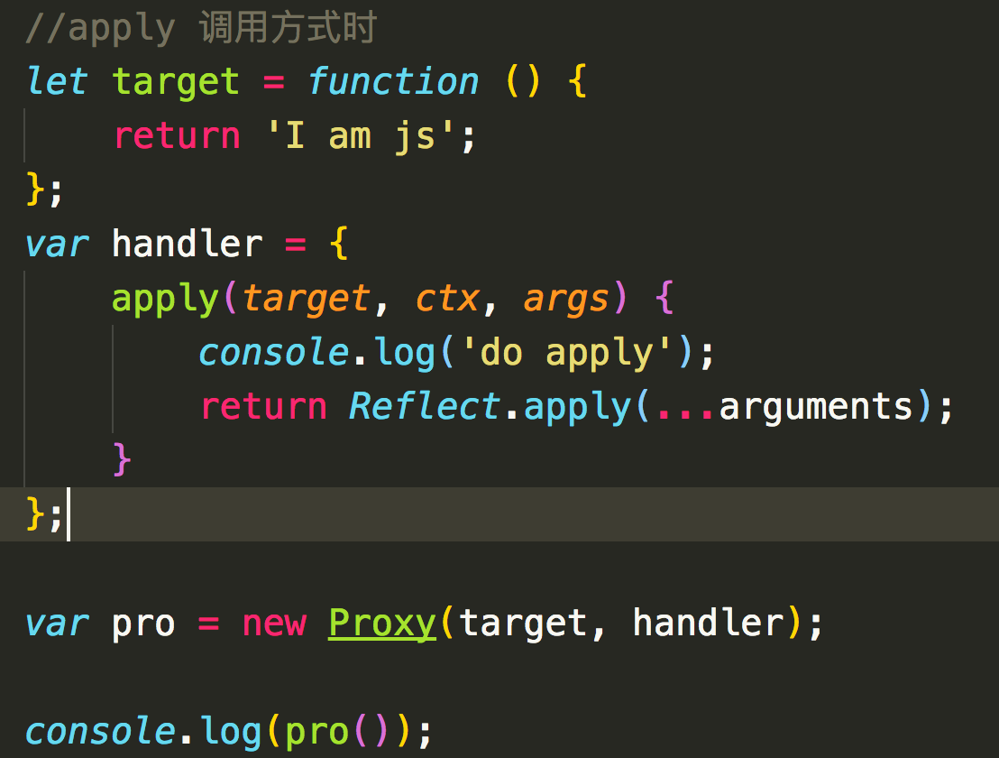 //apply 调用方式时
let target = function () {
    return 'I am js';
};
var handler = {
    apply(target, ctx, args) {
        console.log('do apply');
        return Reflect.apply(...arguments);
    }
};
var pro = new Proxy(target, handler);
console.log(pro());